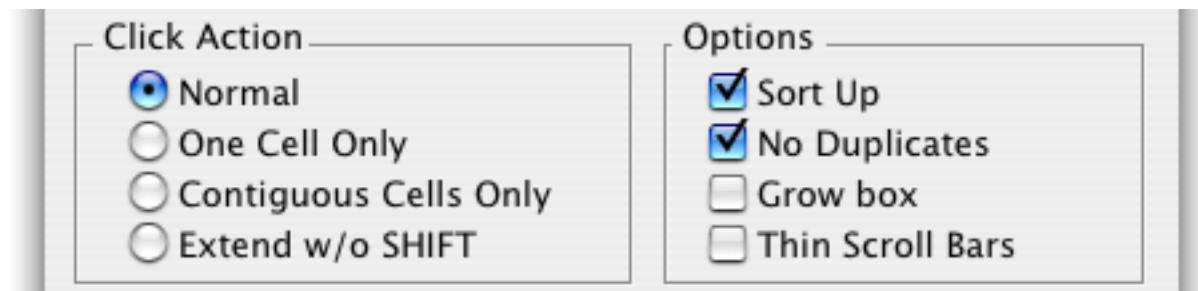 Click Action
Normal
One Cell Only
Contiguous Cells Only
Extend w/o SHIFT
Options
Sort Up
No Duplicates
Grow box
Thin Scroll Bars